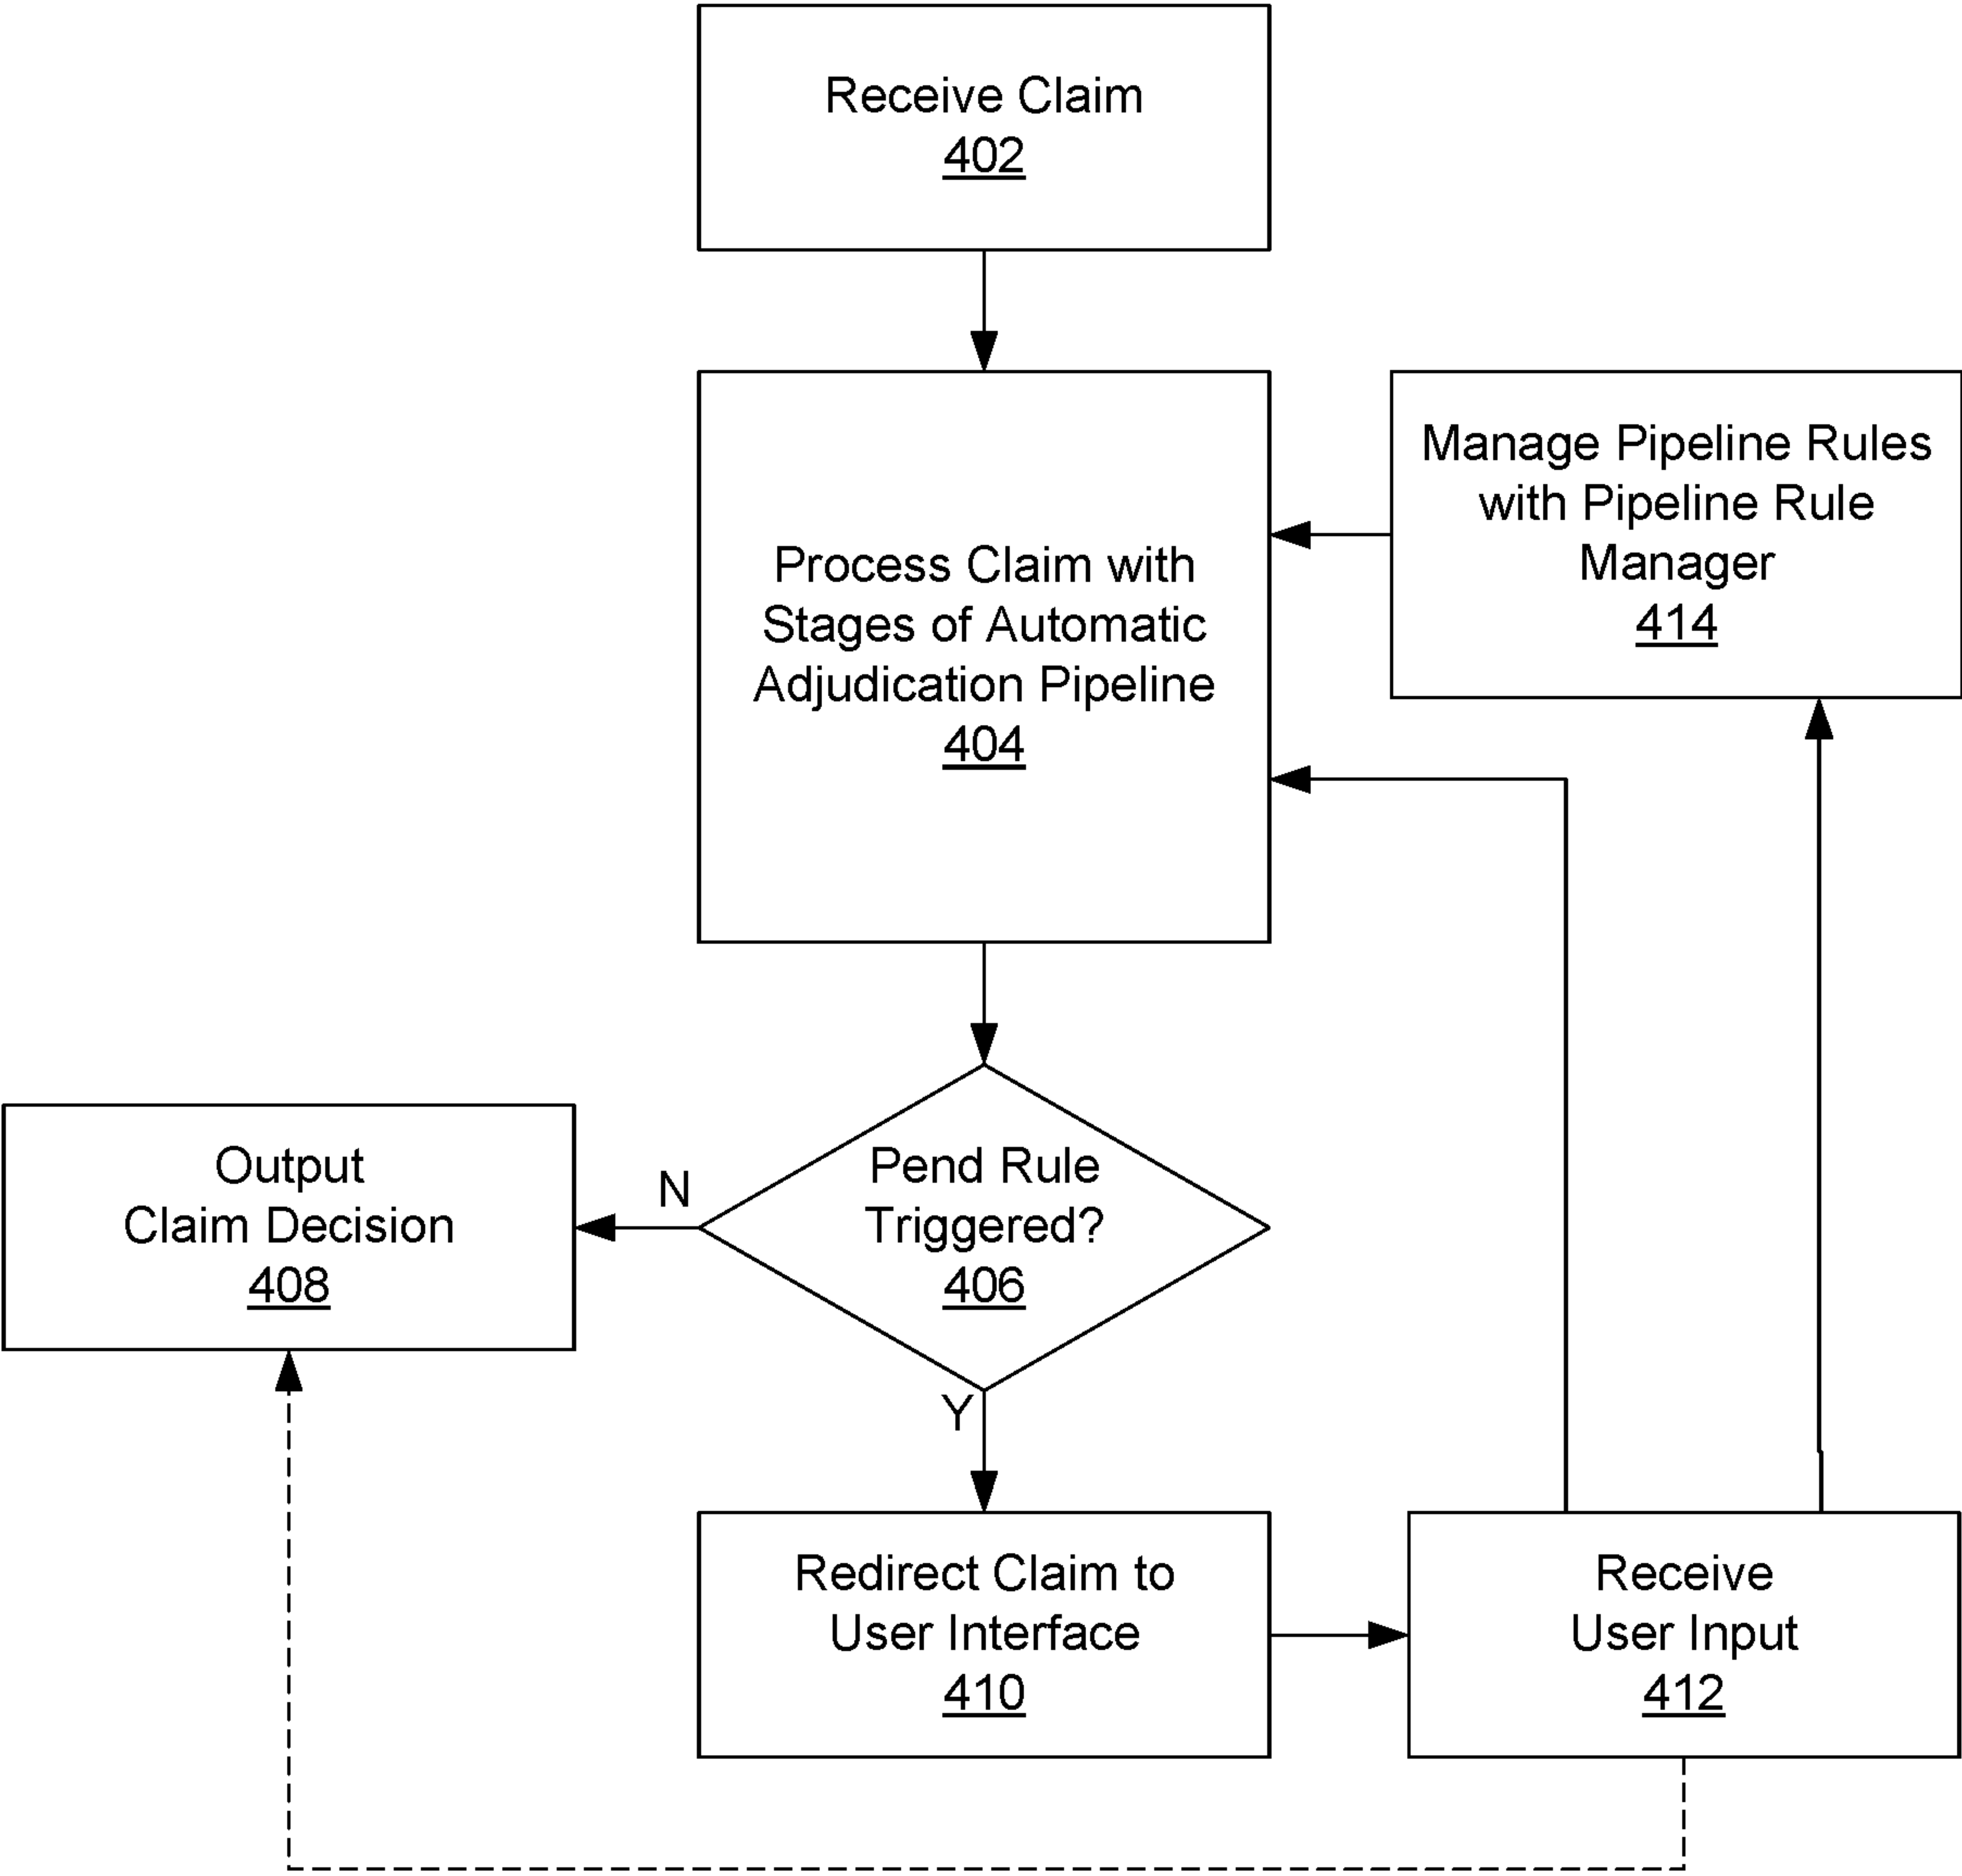 Receive Claim
402
Manage Pipeline Rules
with Pipeline Rule
Manager
414
Process Claim with
Stages of Automatic
Adjudication Pipeline
404
Output
Claim Decision
408
N
Pend Rule
Triggered?
406
Y
Redirect Claim to
User Interface
410
Receive
User Input
412